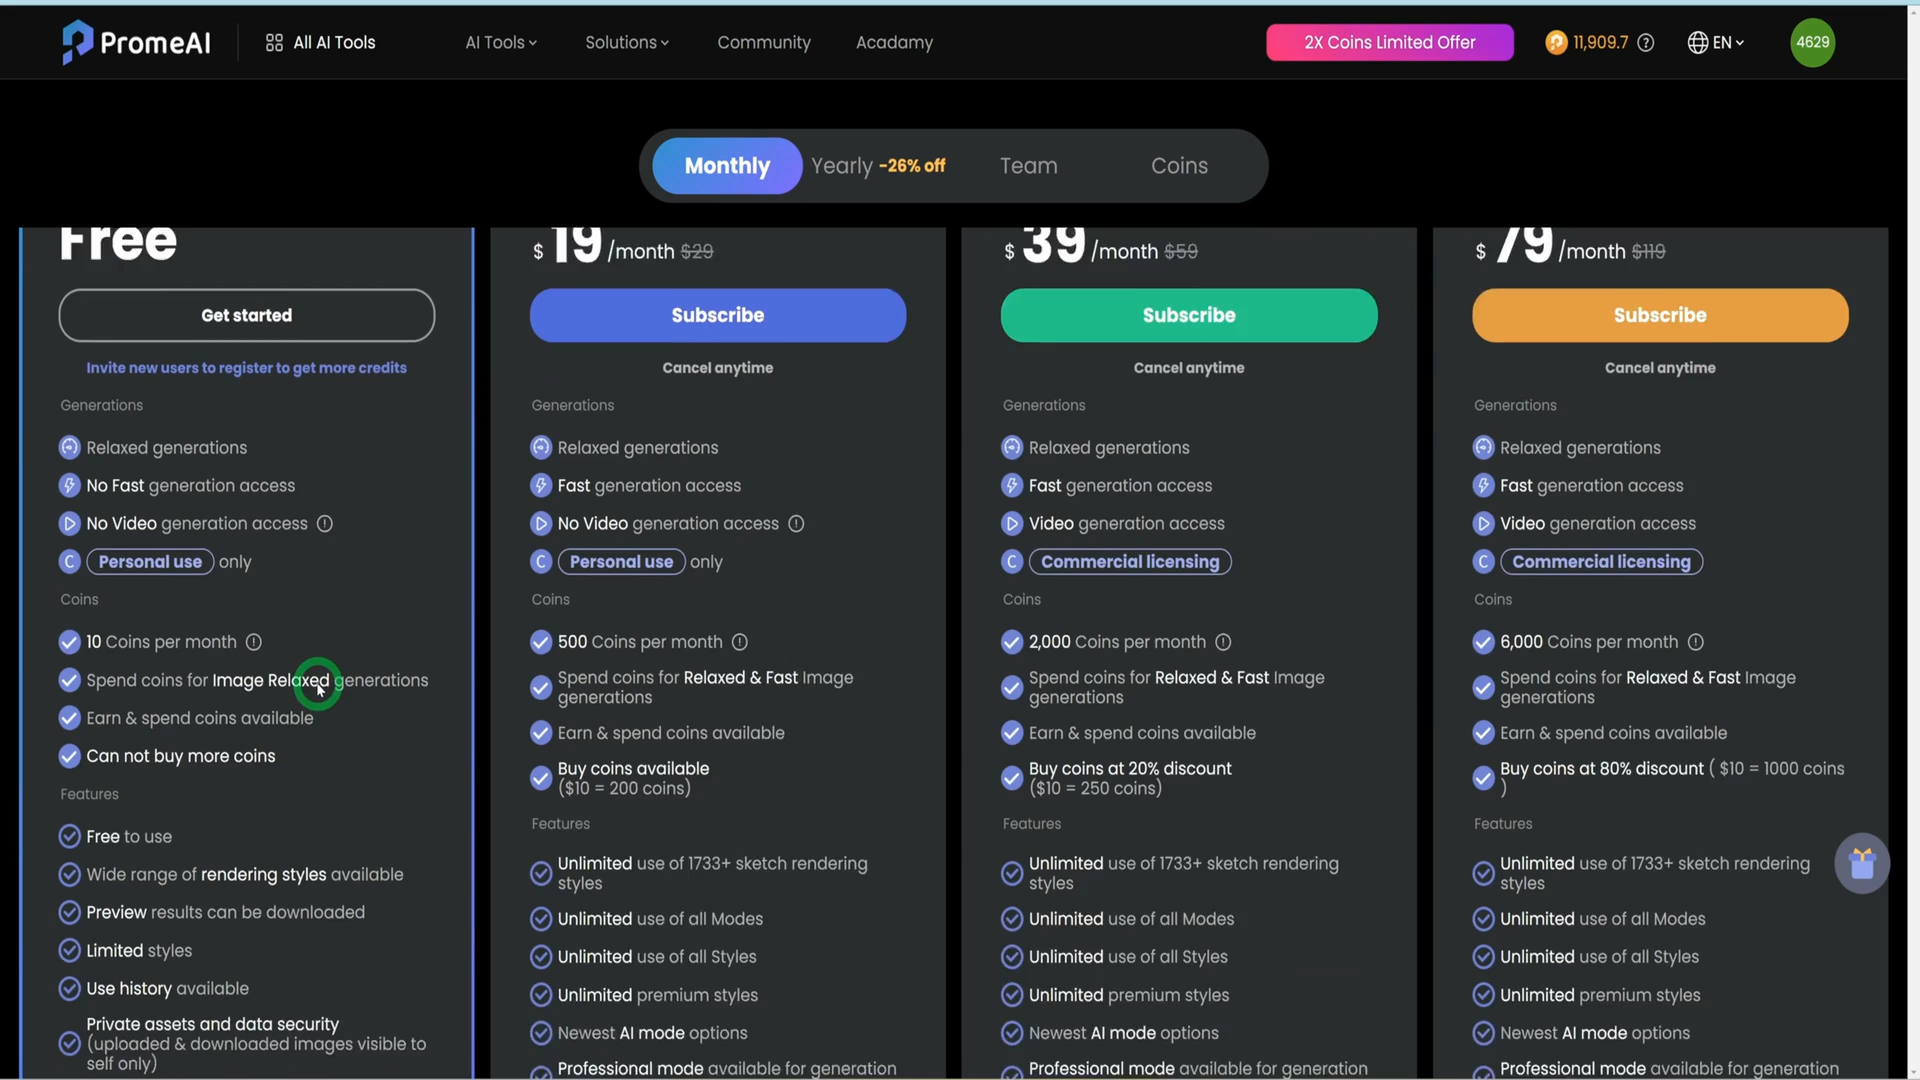 PromeAI
All AI Tools
AI Tools
Solutions
Community
Acadamy
2X Coins Limited Offer
11,909.7
EN
4629
Monthly
Yearly -26% off
Team
Coins
Free
Get started
Invite new users to register to get more credits
Generations
Relaxed generations
No Fast generation access
No Video generation access
C Personal use only
Coins
10 Coins per month
Spend coins for Image Relaxed generations
Earn & spend coins available
Can not buy more coins
Features
Free to use
Wide range of rendering styles available
Preview results can be downloaded
Limited styles
Use history available
Private assets and data security
(uploaded & downloaded images visible to
self only)
$ 19 /month $29
Subscribe
Cancel anytime
Generations
Relaxed generations
Fast generation access
No Video generation access
C Personal use only
Coins
500 Coins per month
Spend coins for Relaxed & Fast Image
generations
Earn & spend coins available
Buy coins available
($10 = 200 coins)
Features
Unlimited use of 1733+ sketch rendering
styles
Unlimited use of all Modes
Unlimited use of all Styles
Unlimited premium styles
Newest AI mode options
Professional mode available for generation
$ 39 /month $59
Subscribe
Cancel anytime
Generations
Relaxed generations
Fast generation access
Video generation access
C Commercial licensing
Coins
2,000 Coins per month
Spend coins for Relaxed & Fast Image
generations
Earn & spend coins available
Buy coins at 20% discount
($10 = 250 coins)
Features
Unlimited use of 1733+ sketch rendering
styles
Unlimited use of all Modes
Unlimited use of all Styles
Unlimited premium styles
Newest AI mode options
Professional mode available for generation
$ 79 /month $119
Subscribe
Cancel anytime
Generations
Relaxed generations
Fast generation access
Video generation access
C Commercial licensing
Coins
6,000 Coins per month
Spend coins for Relaxed & Fast Image
generations
Earn & spend coins available
Buy coins at 80% discount ( $10 = 1000 coins
)
Features
Unlimited use of 1733+ sketch rendering
styles
Unlimited use of all Modes
Unlimited use of all Styles
Unlimited premium styles
Newest AI mode options
Professional mode available for generation